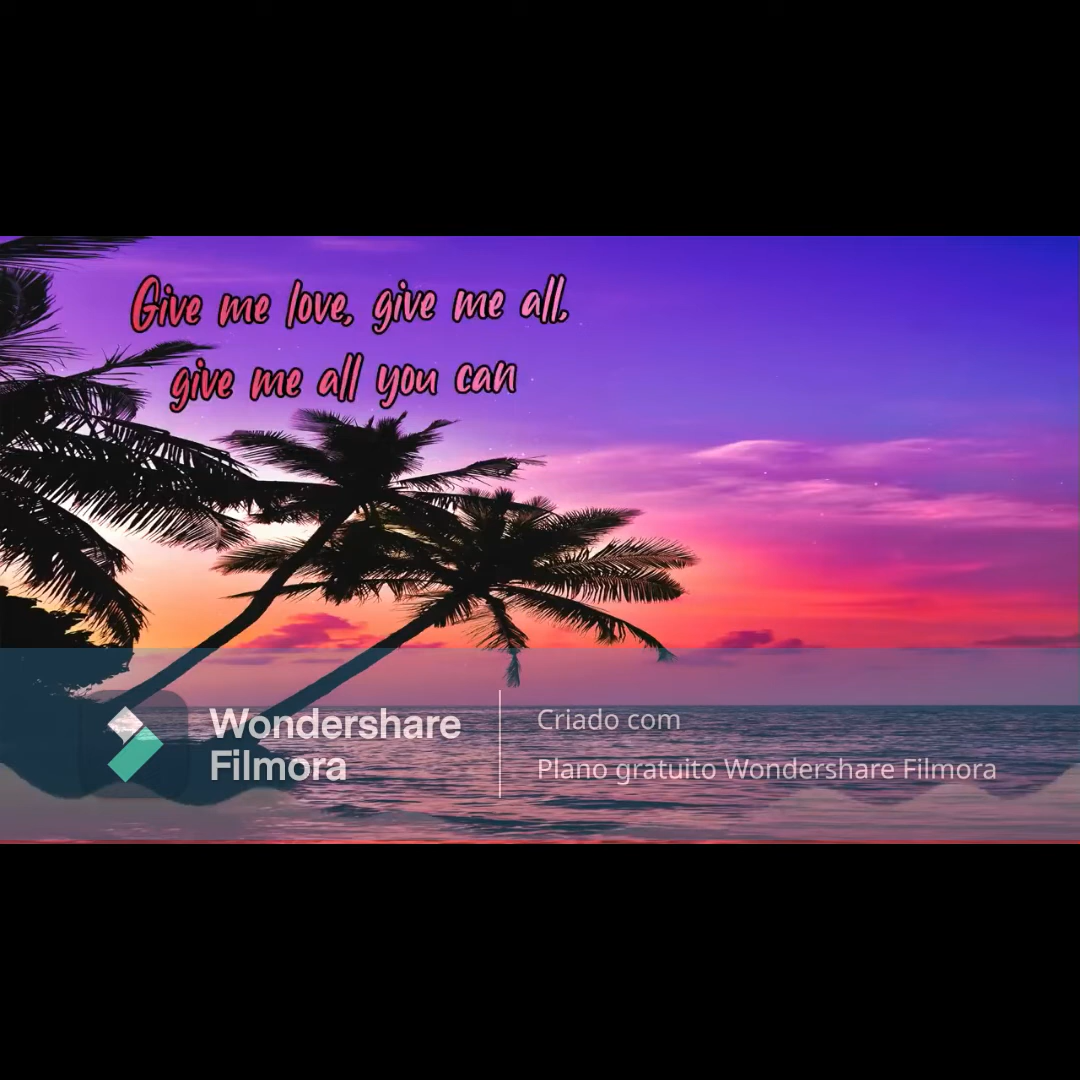 Give me love, give me all,
give me all you can
Wondershare
Filmora
Criado com
Plano gratuito Wondershare Filmora